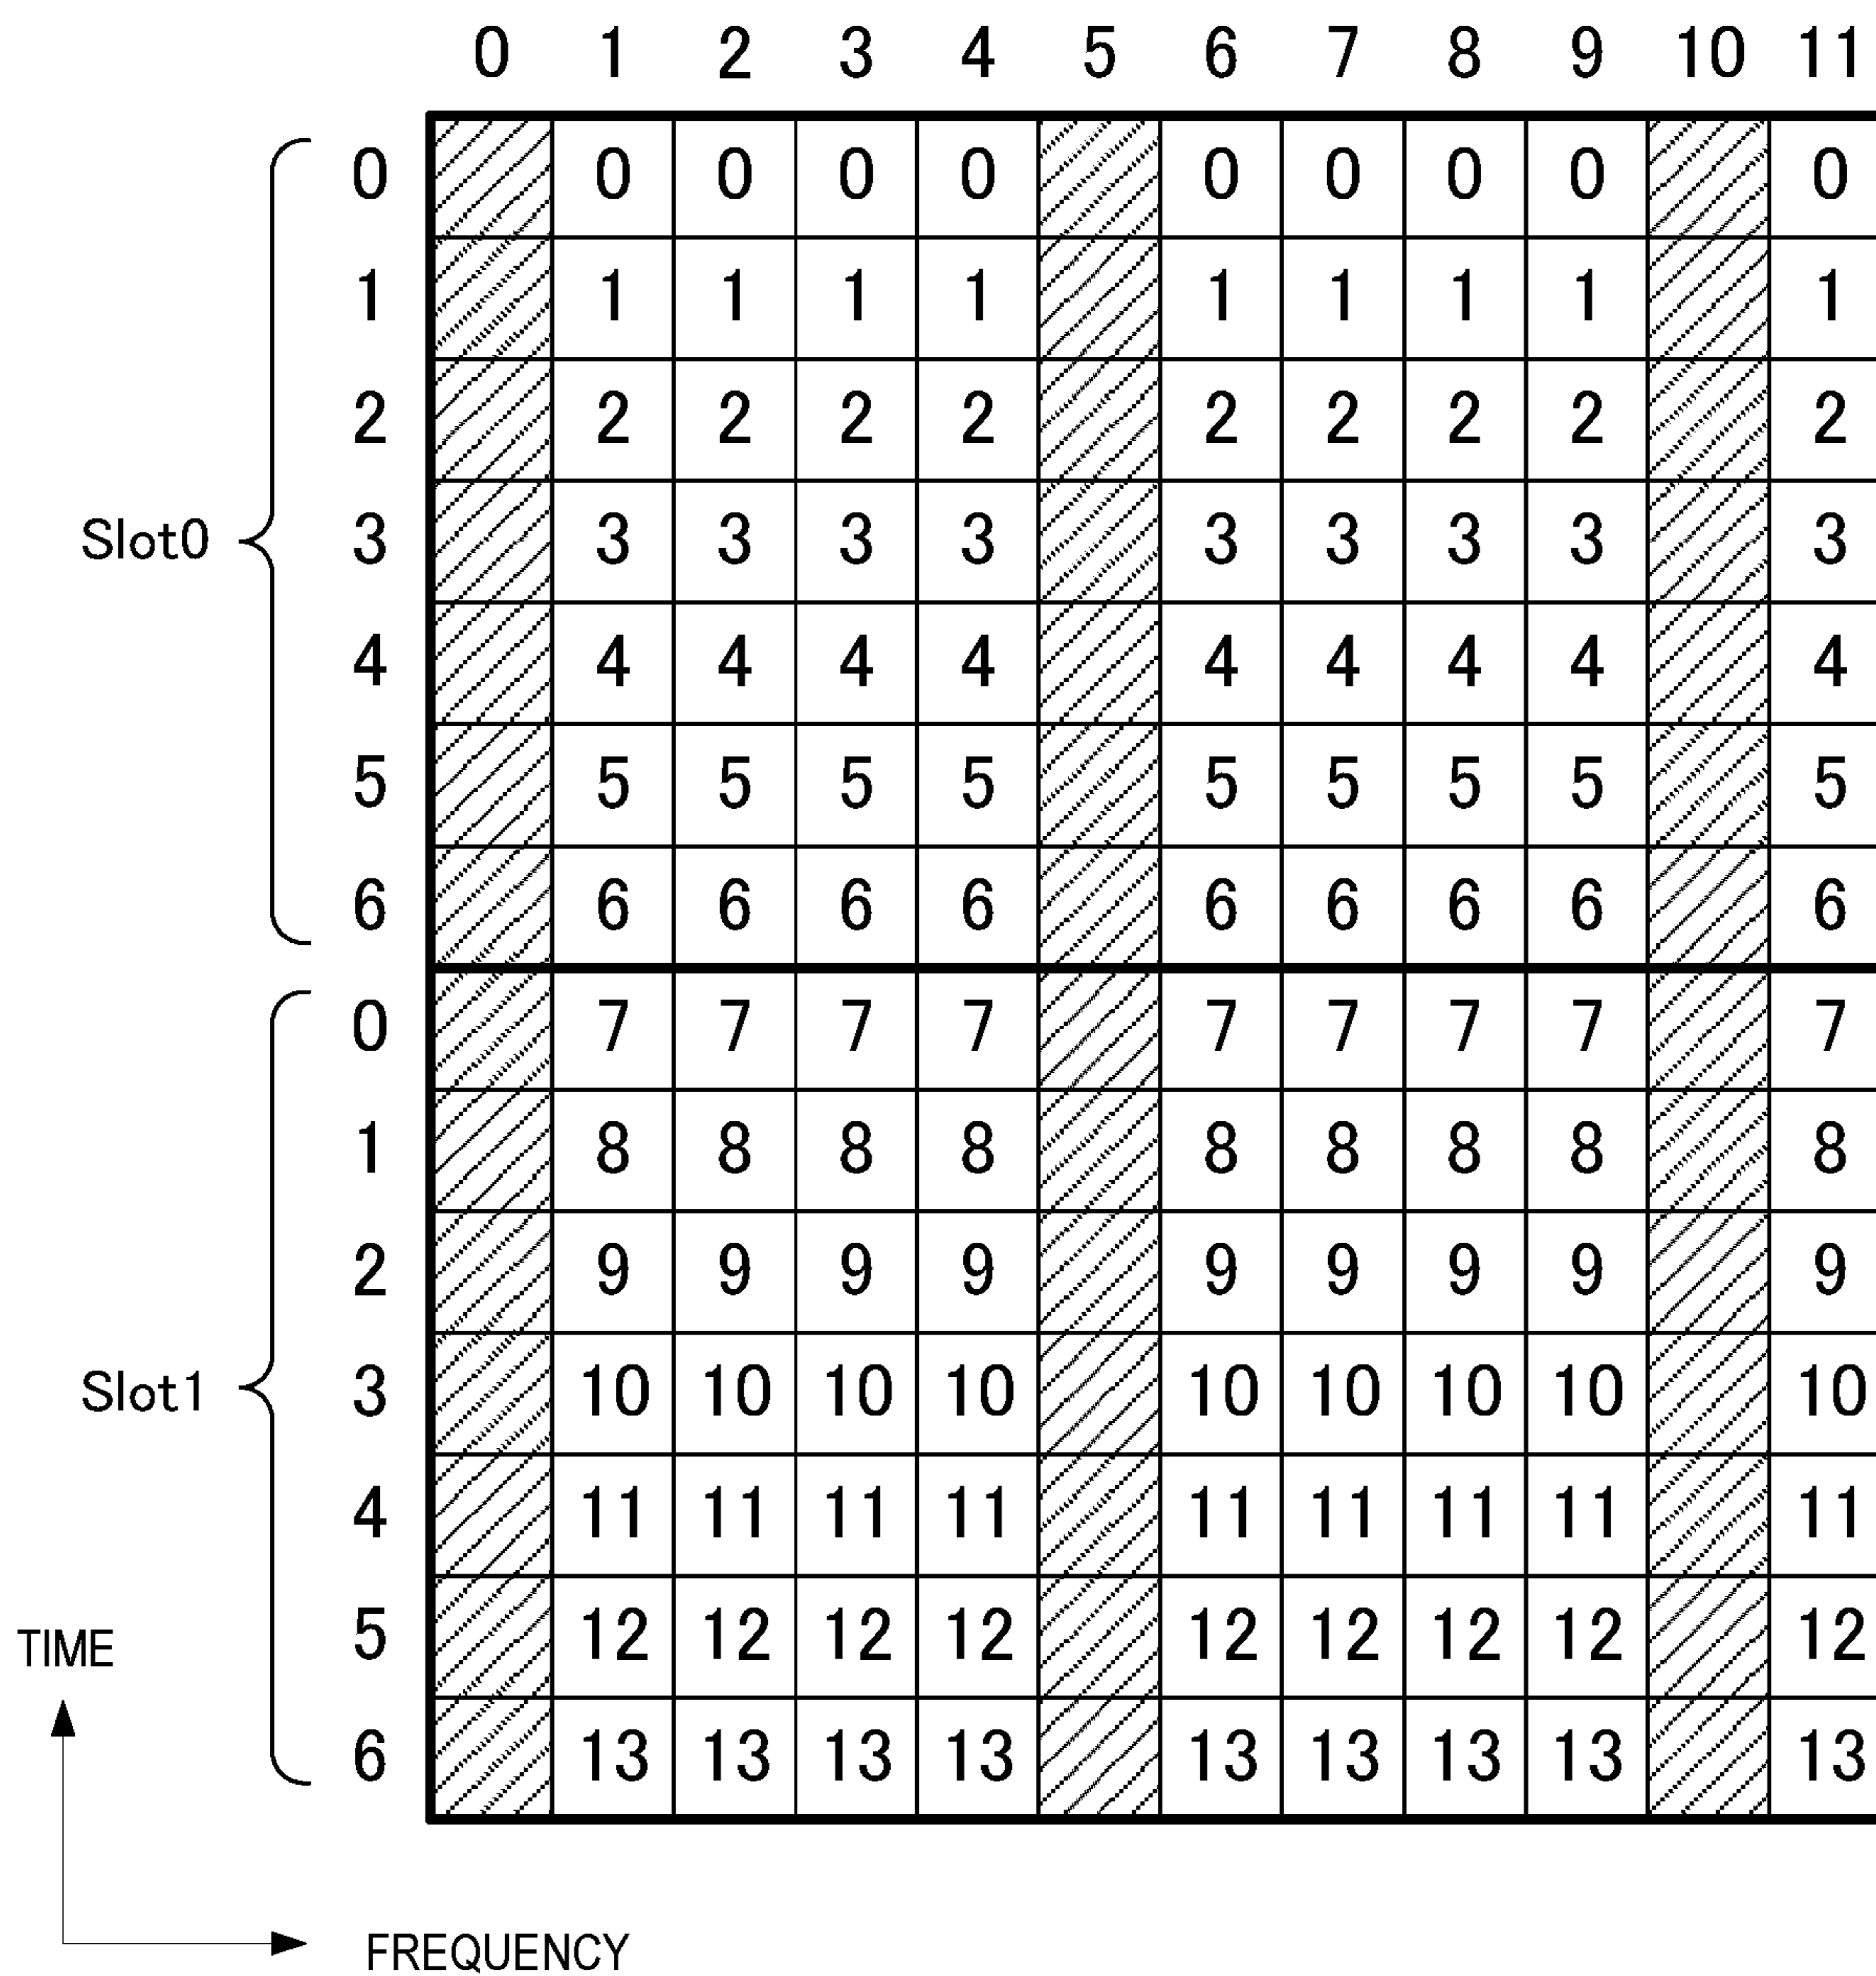 0 1 2 3 4 5 6 7 8 9 10 11
0 0 0 0 0 0 0 0 0 0
1 1 1 1 1 1 1 1 1 1
2 2 2 2 2 2 2 2 2 2
Slot0 3 3 3 3 3 3 3 3 3 3
4 4 4 4 4 4 4 4 4 4
5 5 5 5 5 5 5 5 5 5
6 6 6 6 6 6 6 6 6 6
0 7 7 7 7 7 7 7 7 7
1 8 8 8 8 8 8 8 8 8
2 9 9 9 9 9 9 9 9 9
Slot1 3 10 10 10 10 10 10 10 10 10
4 11 11 11 11 11 11 11 11 11
TIME 5 12 12 12 12 12 12 12 12 12
6 13 13 13 13 13 13 13 13 13
FREQUENCY